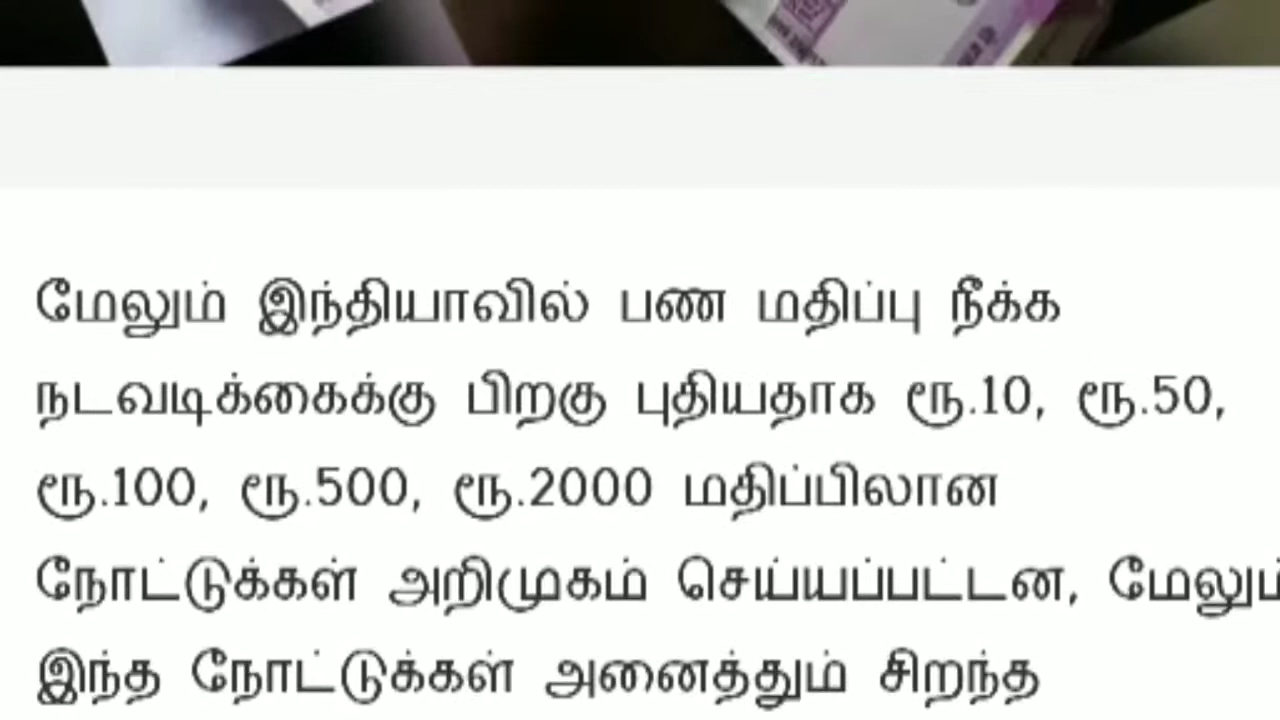 மேலும் இந்தியாவில் பண மதிப்பு நீக்க
நடவடிக்கைக்கு பிறகு புதியதாக ரூ.10, ரூ.50,
ரூ.100, ரூ.500, ரூ.2000 மதிப்பிலான
நோட்டுக்கள் அறிமுகம் செய்யப்பட்டன, மேலும்
இந்த நோட்டுக்கள் அனைத்தும் சிறந்த